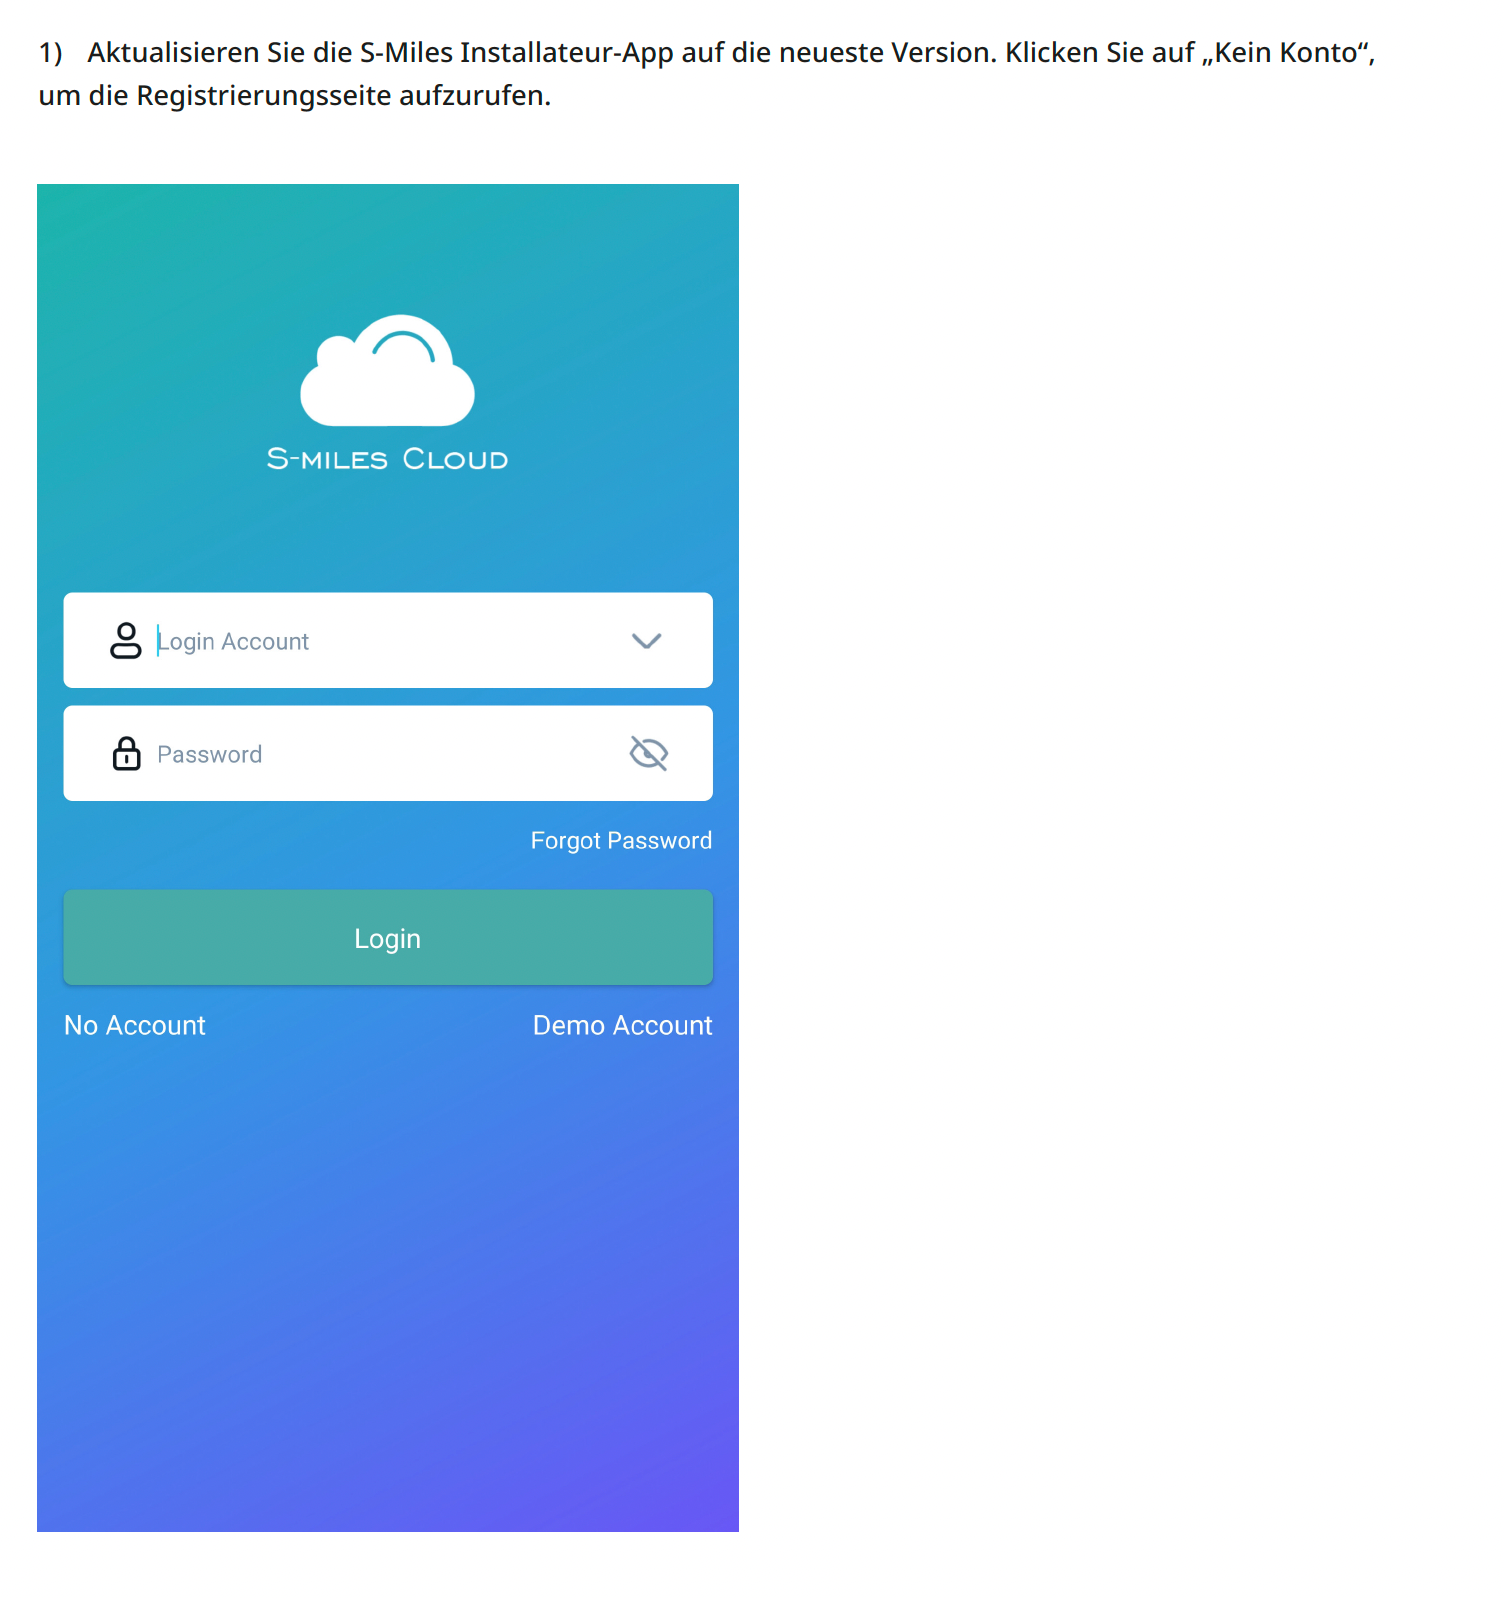 1) Aktualisieren Sie die S-Miles Installateur-App auf die neueste Version. Klicken Sie auf „Kein Konto“,
um die Registrierungsseite aufzurufen.
S-MILES CLOUD
Login Account
Password
Forgot Password
Login
No Account
Demo Account